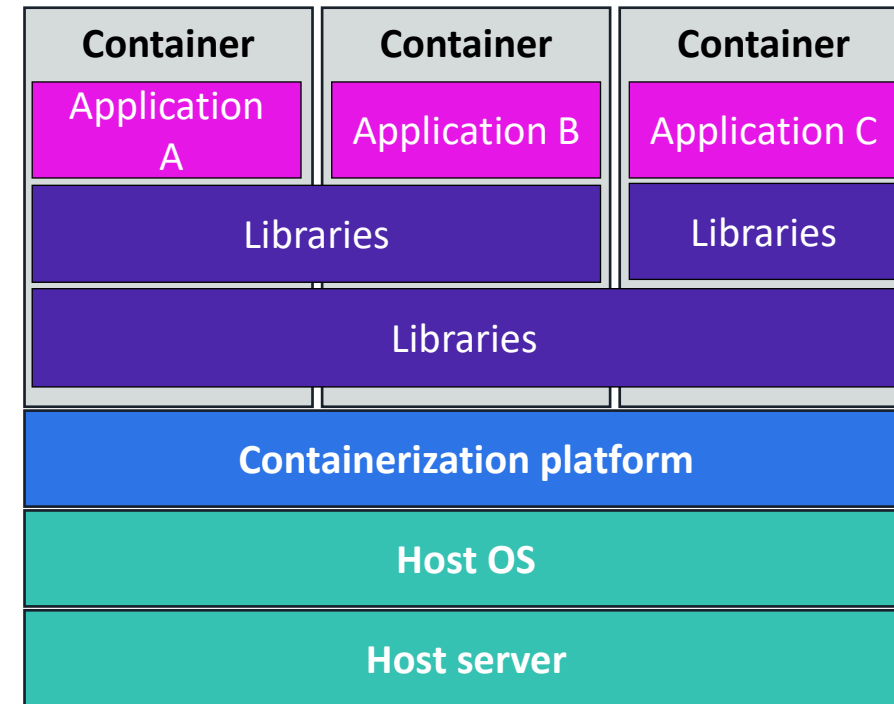 Container
Container
Container
Application
A
Application B
Application C
Libraries
Libraries
Libraries
Containerization platform
Host OS
Host server